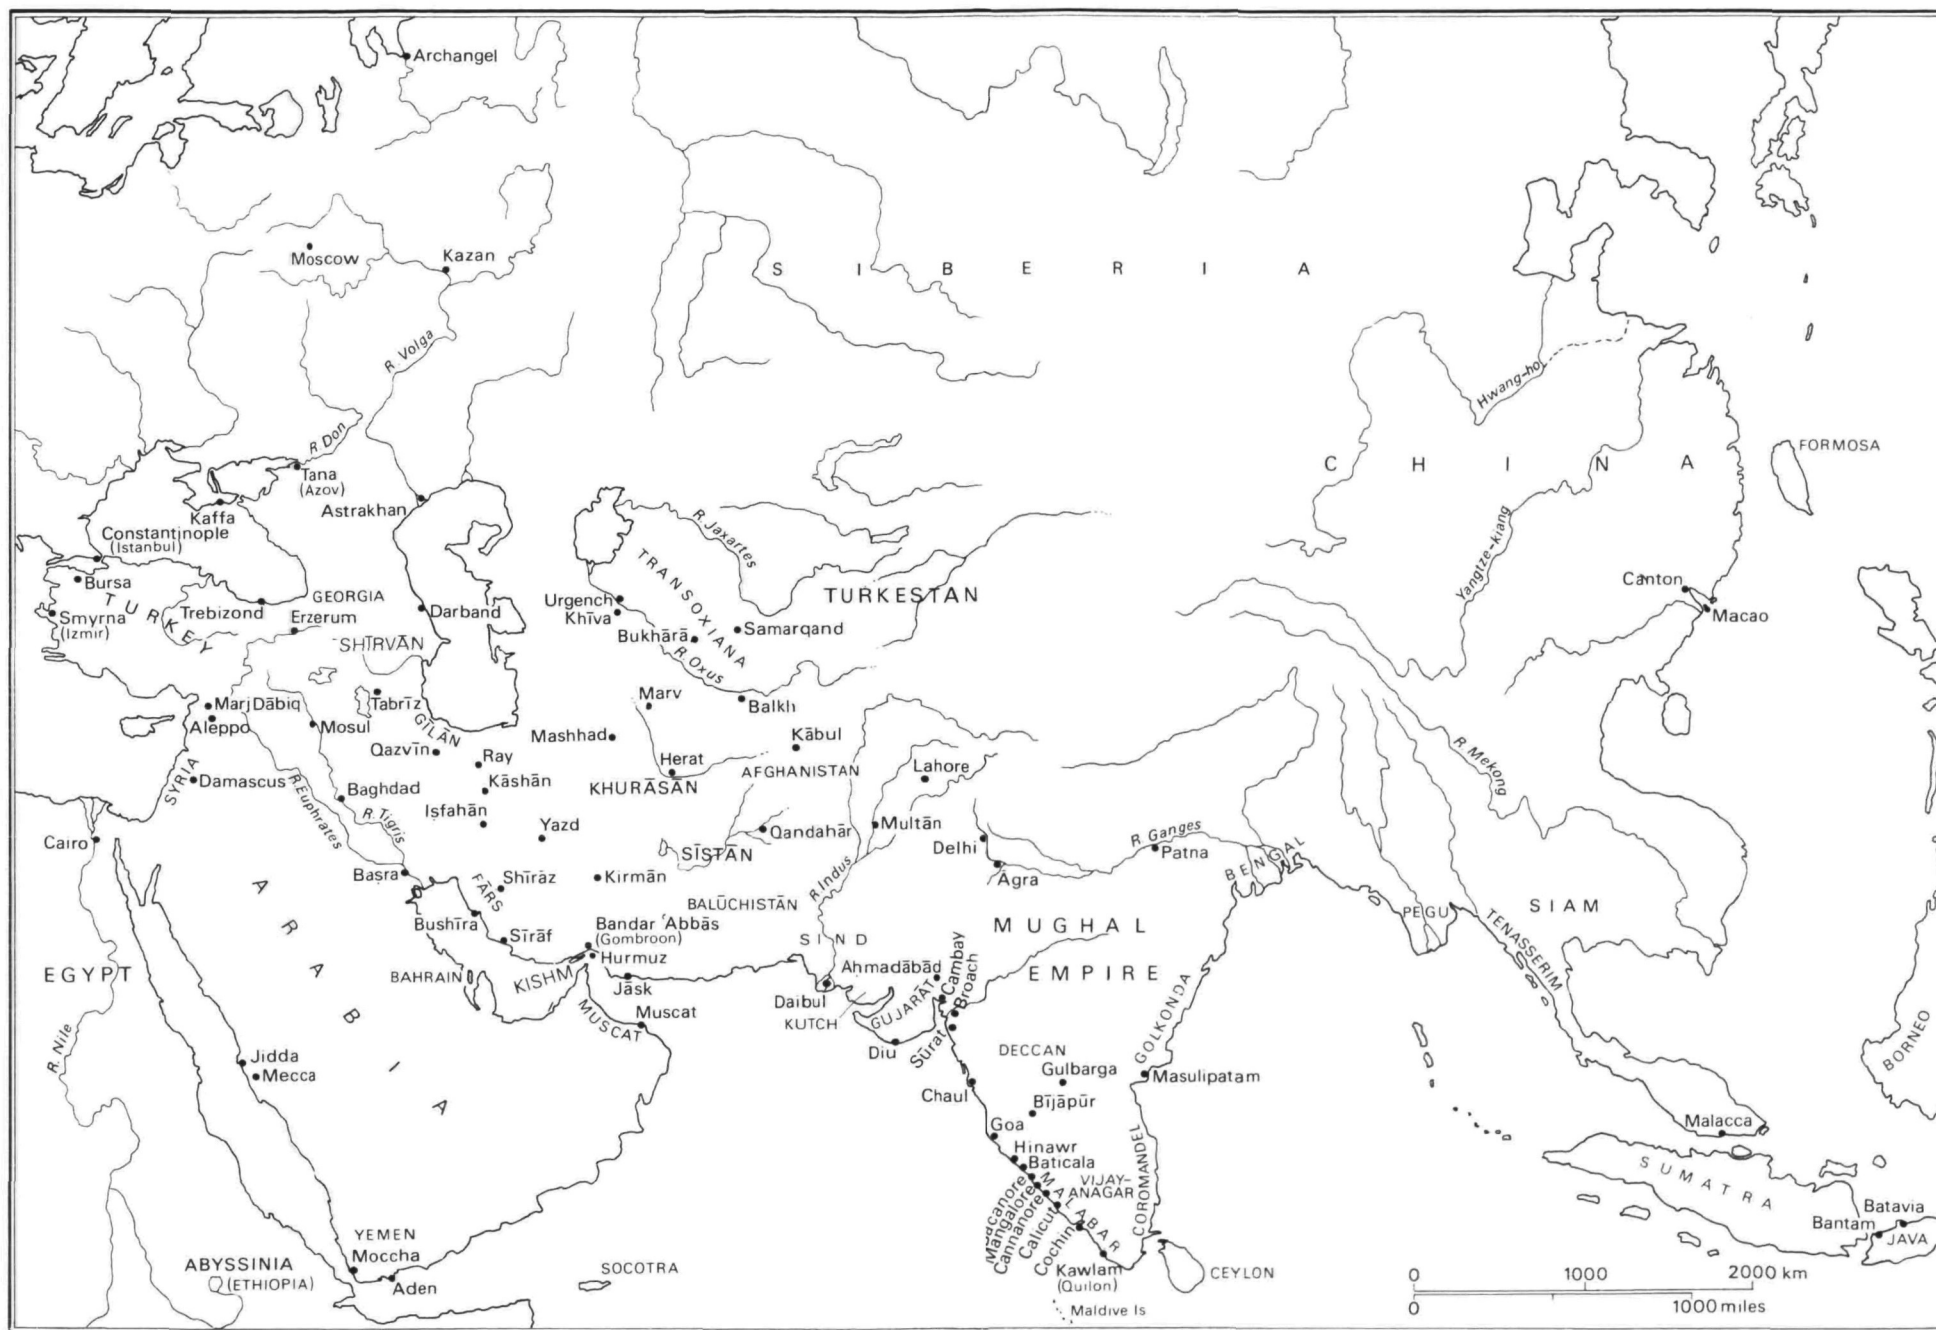 Archangel
Moscow
Kazan
S I B E R I A
R. Volga
R. Don
Tana
(Azov)
Kaffa
Astrakhan
Constantinople
(Istanbul)
Bursa
TURKEY
Smyrna
(Izmir)
Trebizond
GEORGIA
Erzerum
SHĪRVĀN
Darband
Urgench
Khīva
TRANSOXIANA
R. Jaxartes
TURKESTAN
Bukhārā
Samarqand
R. Oxus
Hwang-ho
C H I N A
FORMOSA
Yangtze-kiang
Canton
Macao
Marj Dābiq
Aleppo
Mosul
Tabrīz
GĪLĀN
Qazvīn
Ray
Kāshān
Marv
Balkh
Mashhad
Herat
Kābul
KHURĀSĀN
AFGHANISTAN
Lahore
SYRIA
Damascus
R. Euphrates
Baghdad
R. Tigris
Iṣfahān
Yazd
Qandahār
Multān
SĪSTĀN
Cairo
Baṣra
FĀRS
Shīrāz
Kirmān
BALŪCHISTĀN
R. Indus
Delhi
Āgra
R. Ganges
Patna
BENGAL
R. Mekong
Bushīra
Sīrāf
Bandar ʿAbbās
(Gombroon)
Hurmuz
SIND
MUGHAL
EMPIRE
PEGU
SIAM
TENASSERIM
EGYPT
ARABIA
BAHRAIN
KISHM
Jāsk
MUSCAT
Muscat
Daibul
KUTCH
Ahmadābād
GUJARĀT
Cambay
Broach
Sūrat
Diu
R. Nile
Jidda
Mecca
DECCAN
Gulbarga
GOLKONDA
Masulipatam
Chaul
Bījāpūr
Goa
Hinawr
Baticala
Mangalore
Cannanore
Calicut
Cochin
MALABAR
VIJAY-
ANAGAR
COROMANDEL
Kawlam
(Quilon)
CEYLON
Maldive Is
BORNEO
Malacca
SUMATRA
Batavia
Bantam
JAVA
YEMEN
Moccha
Aden
ABYSSINIA
(ETHIOPIA)
SOCOTRA
0 1000 2000 km
0 1000 miles